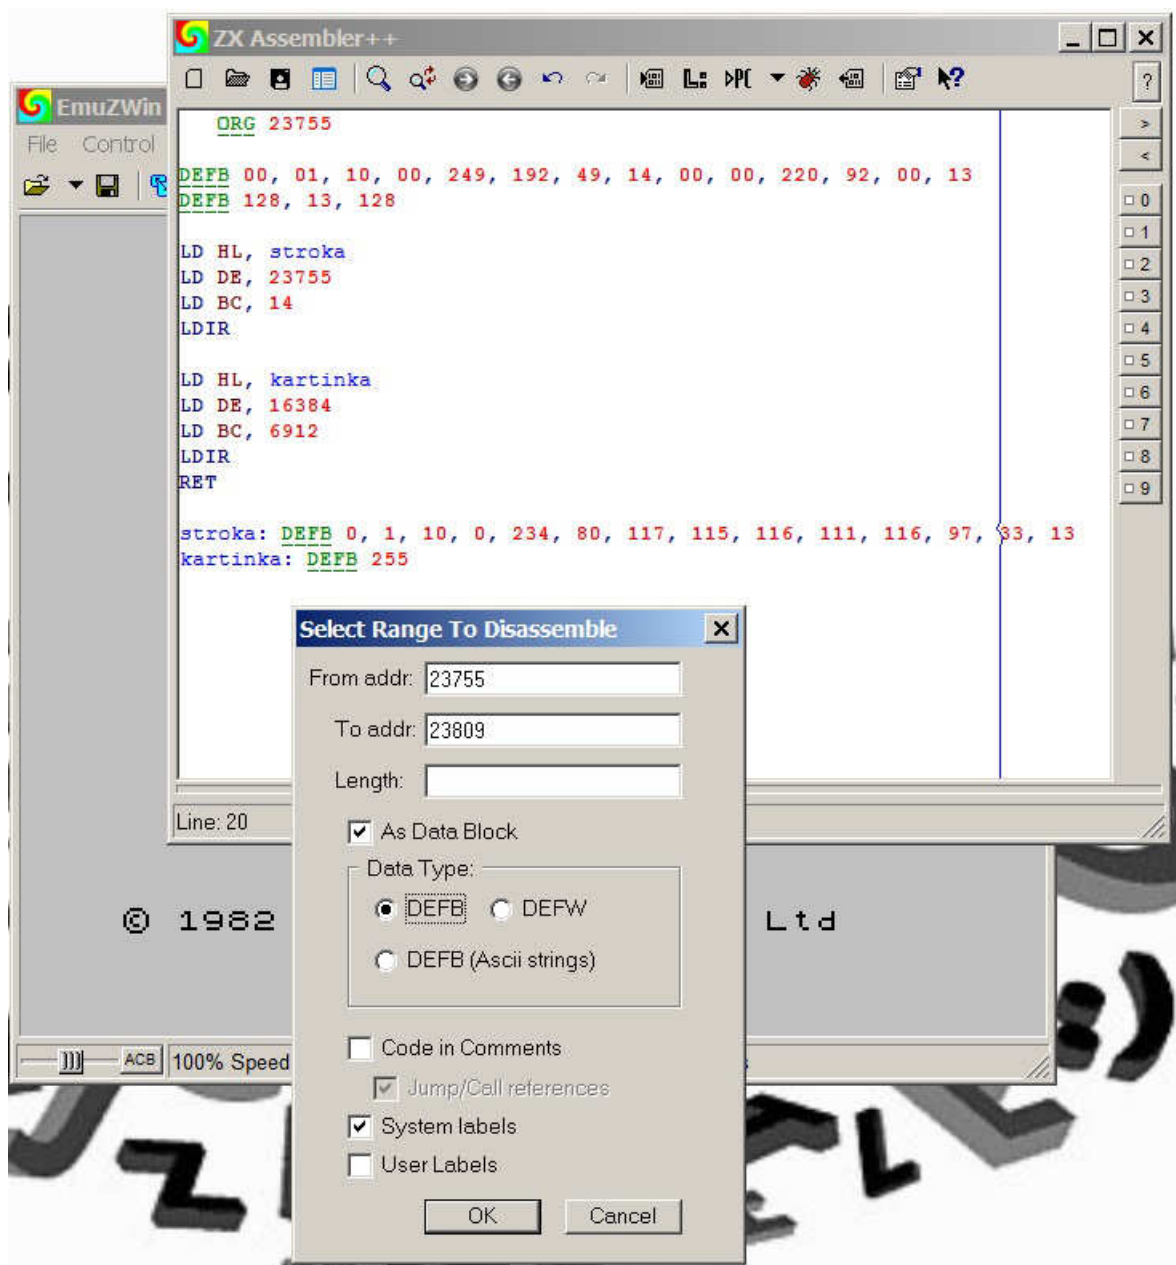 ZX Assembler++
EmuZWin
File Control
ORG 23755
DEFB 00, 01, 10, 00, 249, 192, 49, 14, 00, 00, 220, 92, 00, 13
DEFB 128, 13, 128
LD HL, stroka
LD DE, 23755
LD BC, 14
LDIR
LD HL, kartinka
LD DE, 16384
LD BC, 6912
LDIR
RET
stroka: DEFB 0, 1, 10, 0, 234, 80, 117, 115, 116, 111, 116, 97, 33, 13
kartinka: DEFB 255
?
>
<
0
1
2
3
4
5
6
7
8
9
Line: 20
Select Range To Disassemble
From addr: 23755
To addr: 23809
Length:
As Data Block
Data Type:
DEFB DEFW
DEFB (Ascii strings)
Code in Comments
Jump/Call references
System labels
User Labels
OK Cancel
© 1982 Ltd
ACB 100% Speed